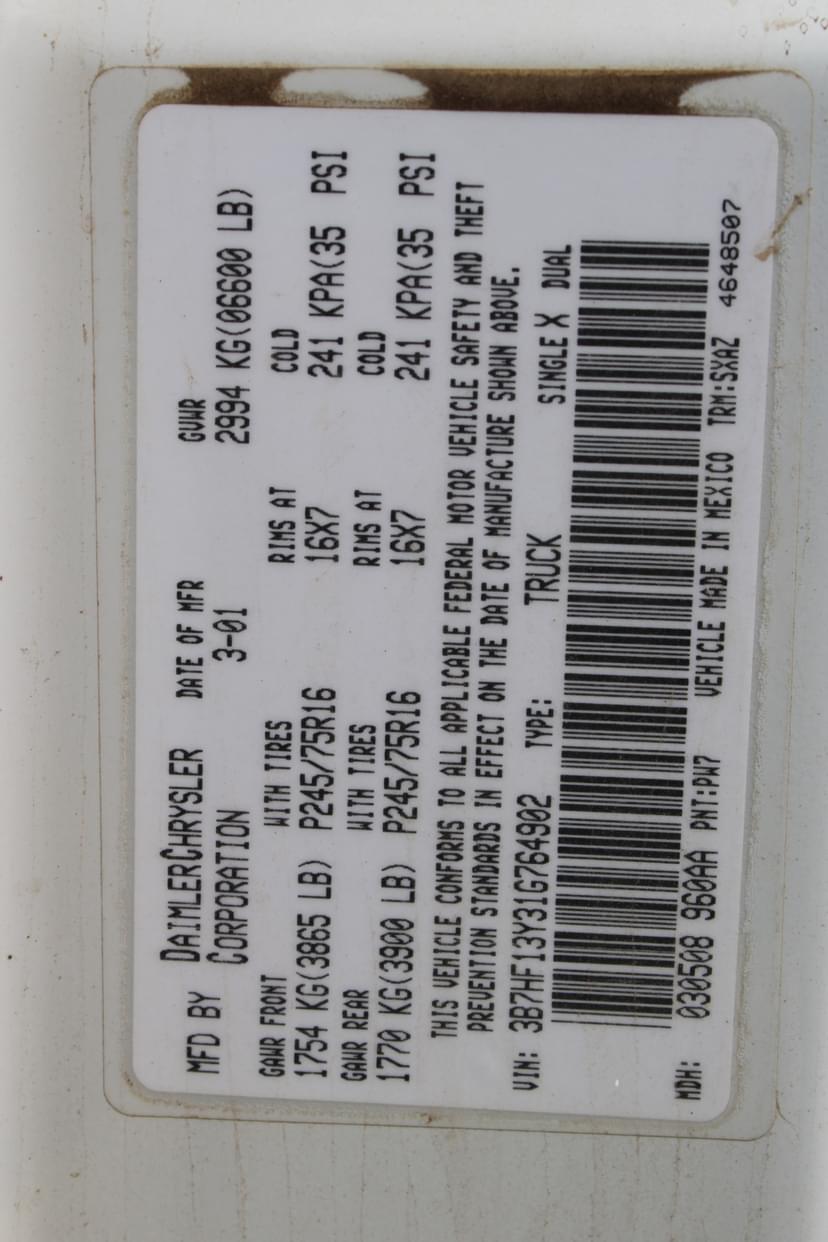 MFD BY DAIMLERCHRYSLER CORPORATION
DATE OF MFR 3-01
GVWR 2994 KG(06600 LB)
GAWR FRONT WITH TIRES RIMS AT COLD
1754 KG(3865 LB) P245/75R16 16X7 241 KPA(35 PSI
GAWR REAR WITH TIRES RIMS AT COLD
1770 KG(3900 LB) P245/75R16 16X7 241 KPA(35 PSI
THIS VEHICLE CONFORMS TO ALL APPLICABLE FEDERAL MOTOR VEHICLE SAFETY AND THEFT
PREVENTION STANDARDS IN EFFECT ON THE DATE OF MANUFACTURE SHOWN ABOVE.
VIN: 3B7HF13Y31G764902 TYPE: TRUCK SINGLE X DUAL
MDH: 030508 960AA PNT:PW7 VEHICLE MADE IN MEXICO TRM:SXAZ 4648507